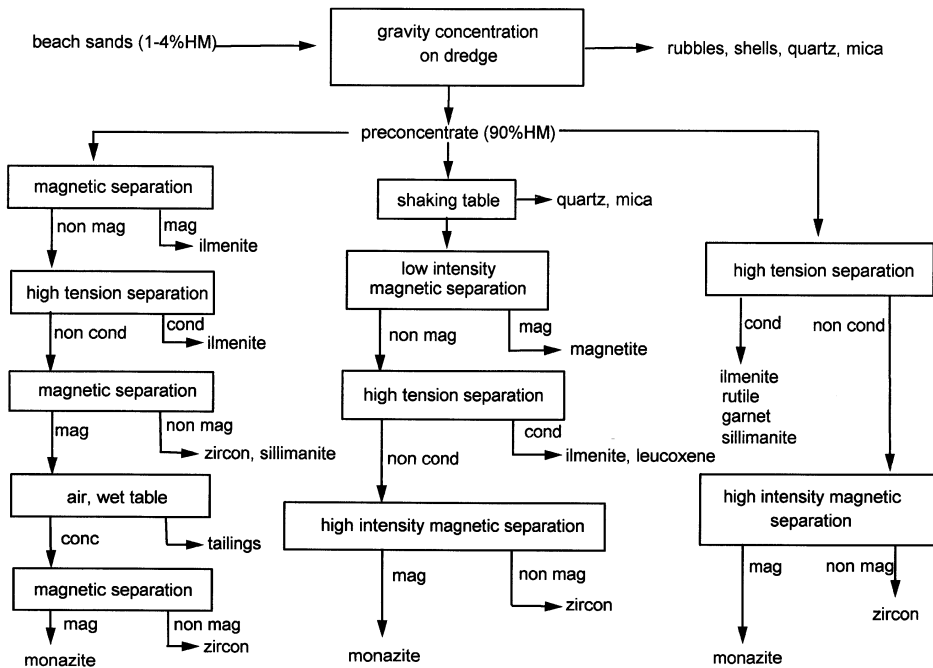 beach sands (1-4%HM)
gravity concentration
on dredge
rubbles, shells, quartz, mica
preconcentrate (90%HM)
magnetic separation
non mag
mag
ilmenite
high tension separation
non cond
cond
ilmenite
magnetic separation
mag
non mag
zircon, sillimanite
air, wet table
conc
tailings
magnetic separation
mag
non mag
zircon
monazite
shaking table
quartz, mica
low intensity
magnetic separation
non mag
mag
magnetite
high tension separation
non cond
cond
ilmenite, leucoxene
high intensity magnetic separation
mag
non mag
zircon
monazite
high tension separation
cond
non cond
ilmenite
rutile
garnet
sillimanite
high intensity magnetic
separation
mag
non mag
zircon
monazite